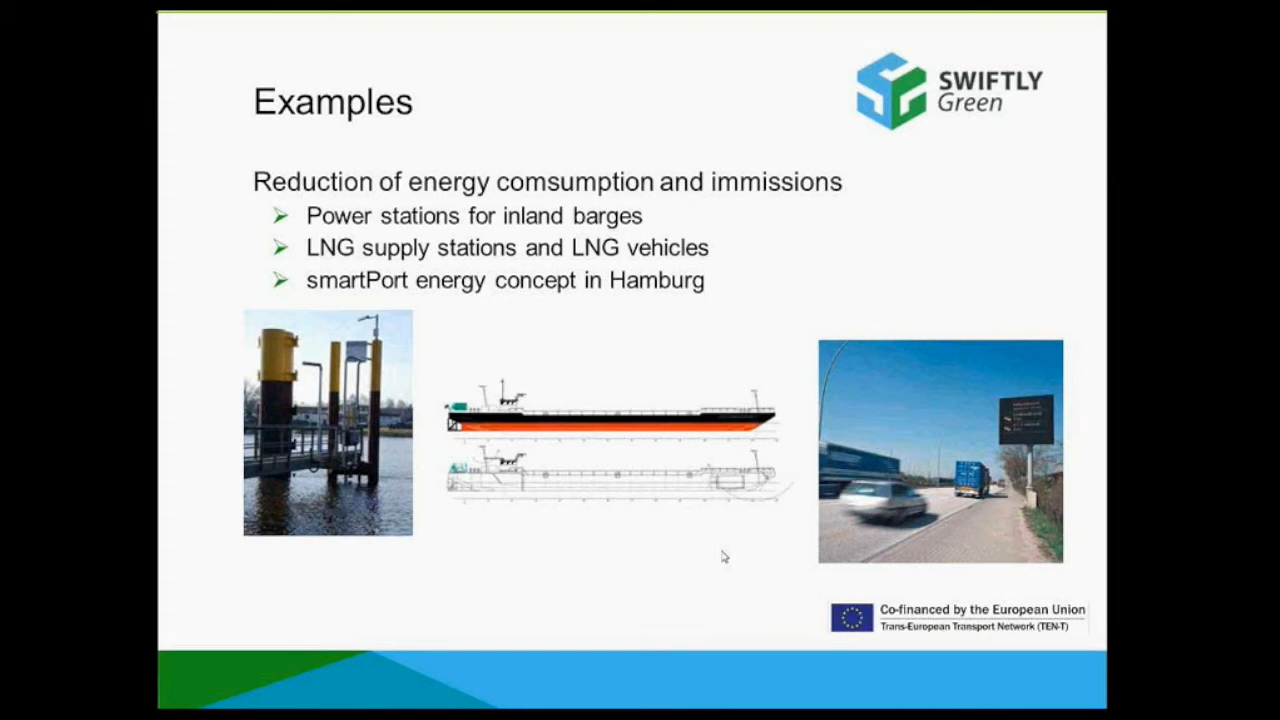 SWIFTLY
Green
Examples
Reduction of energy comsumption and immissions
Power stations for inland barges
LNG supply stations and LNG vehicles
smartPort energy concept in Hamburg
Co-financed by the European Union
Trans-European Transport Network (TEN-T)